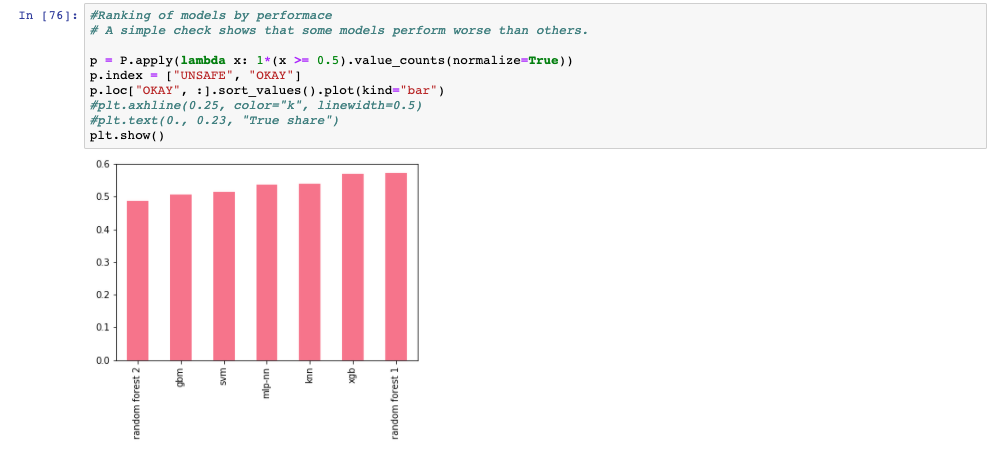 In [76]:
#Ranking of models by performace
# A simple check shows that some models perform worse than others.
p = P.apply(lambda x: 1*(x >= 0.5).value_counts(normalize=True))
p.index = ["UNSAFE", "OKAY"]
p.loc["OKAY", :].sort_values().plot(kind="bar")
#plt.axhline(0.25, color="k", linewidth=0.5)
#plt.text(0., 0.23, "True share")
plt.show()
0.6
0.5
0.4
0.3
0.2
0.1
0.0
random forest 2
gbm
svm
mlp-nn
knn
xgb
random forest 1